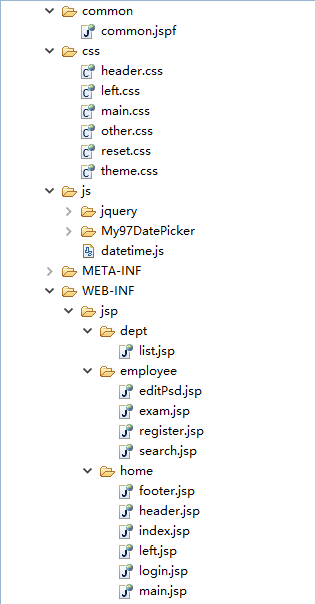 common
common.jspf
css
header.css
left.css
main.css
other.css
reset.css
theme.css
js
jquery
My97DatePicker
datetime.js
META-INF
WEB-INF
jsp
dept
list.jsp
employee
editPsd.jsp
exam.jsp
register.jsp
search.jsp
home
footer.jsp
header.jsp
index.jsp
left.jsp
login.jsp
main.jsp